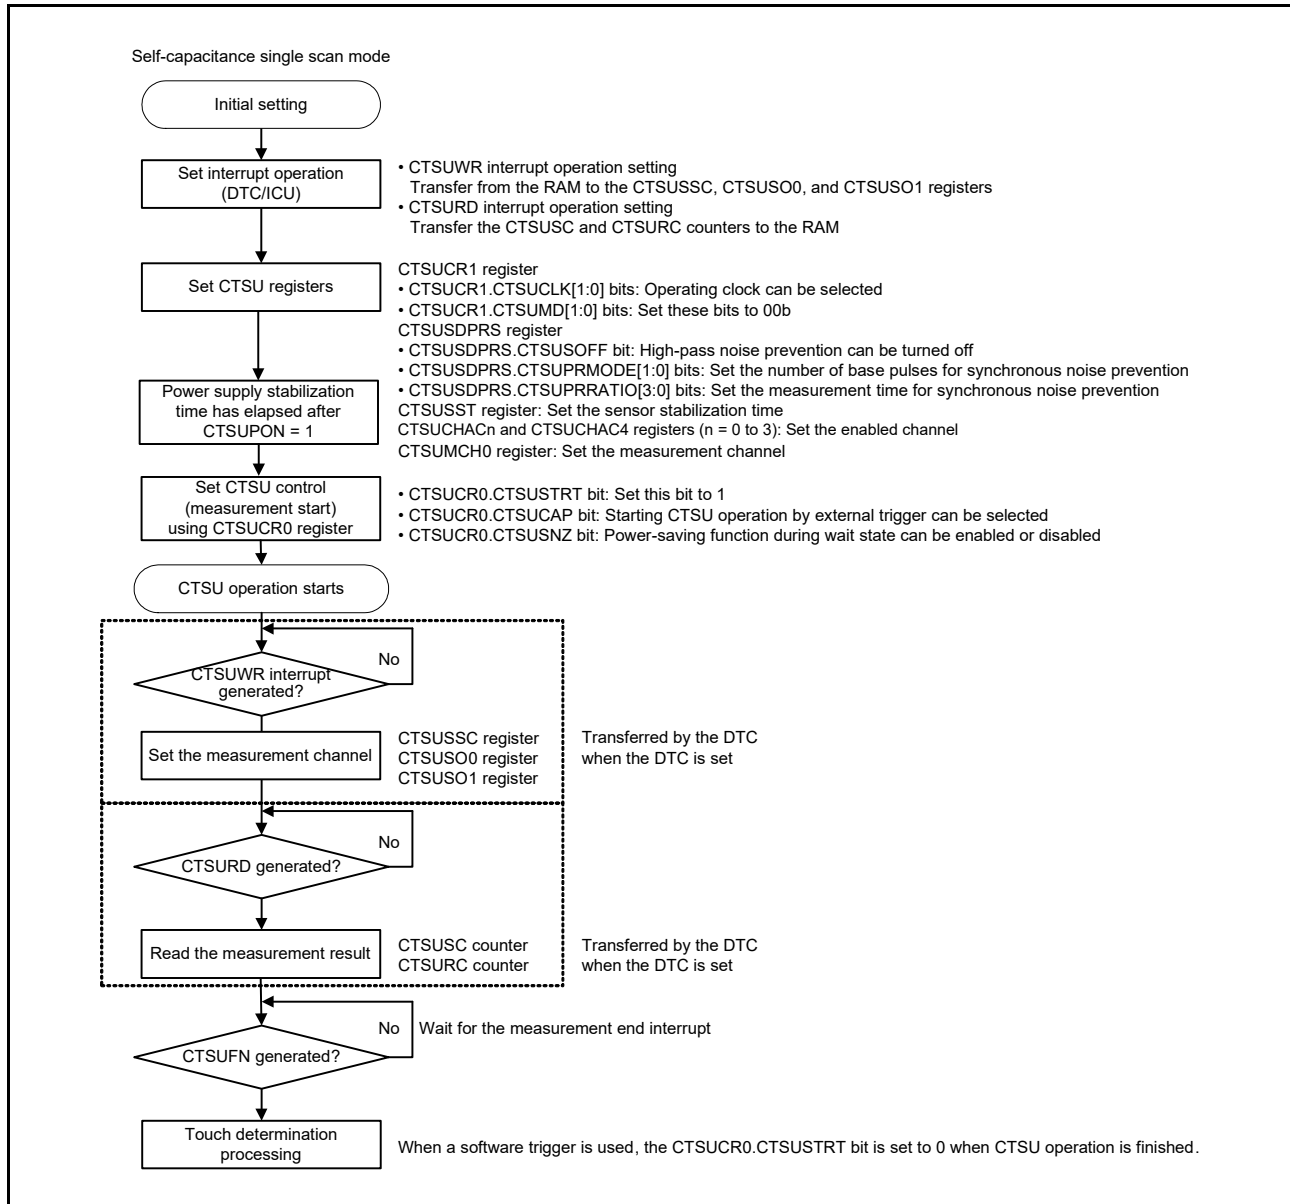 Self-capacitance single scan mode
Initial setting
Set interrupt operation
(DTC/ICU)
• CTSUWR interrupt operation setting
Transfer from the RAM to the CTSUSSC, CTSUSO0, and CTSUSO1 registers
• CTSURD interrupt operation setting
Transfer the CTSUSC and CTSURC counters to the RAM
Set CTSU registers
CTSUCR1 register
• CTSUCR1.CTSUCLK[1:0] bits: Operating clock can be selected
• CTSUCR1.CTSUMD[1:0] bits: Set these bits to 00b
CTSUSDPRS register
• CTSUSDPRS.CTSUSOFF bit: High-pass noise prevention can be turned off
• CTSUSDPRS.CTSUPRMODE[1:0] bits: Set the number of base pulses for synchronous noise prevention
• CTSUSDPRS.CTSUPRRATIO[3:0] bits: Set the measurement time for synchronous noise prevention
CTSUSST register: Set the sensor stabilization time
CTSUCHACn and CTSUCHAC4 registers (n = 0 to 3): Set the enabled channel
CTSUMCH0 register: Set the measurement channel
Power supply stabilization
time has elapsed after
CTSUPON = 1
Set CTSU control
(measurement start)
using CTSUCR0 register
• CTSUCR0.CTSUSTRT bit: Set this bit to 1
• CTSUCR0.CTSUCAP bit: Starting CTSU operation by external trigger can be selected
• CTSUCR0.CTSUSNZ bit: Power-saving function during wait state can be enabled or disabled
CTSU operation starts
CTSUWR interrupt
generated?
No
Set the measurement channel
CTSUSSC register
CTSUSO0 register
CTSUSO1 register
Transferred by the DTC
when the DTC is set
CTSURD generated?
No
Read the measurement result
CTSUSC counter
CTSURC counter
Transferred by the DTC
when the DTC is set
CTSUFN generated?
No
Wait for the measurement end interrupt
Touch determination
processing
When a software trigger is used, the CTSUCR0.CTSUSTRT bit is set to 0 when CTSU operation is finished.